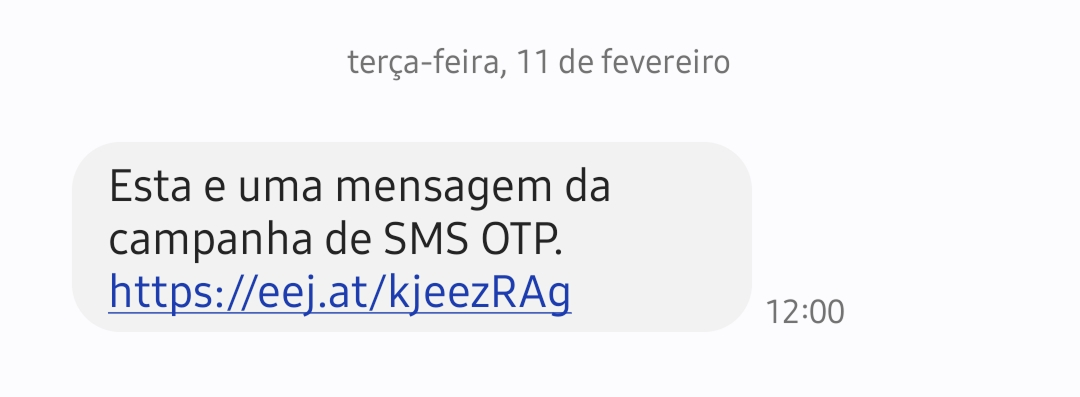 terça-feira, 11 de fevereiro
Esta e uma mensagem da
campanha de SMS OTP.
https://eej.at/kjeezRAg
12:00